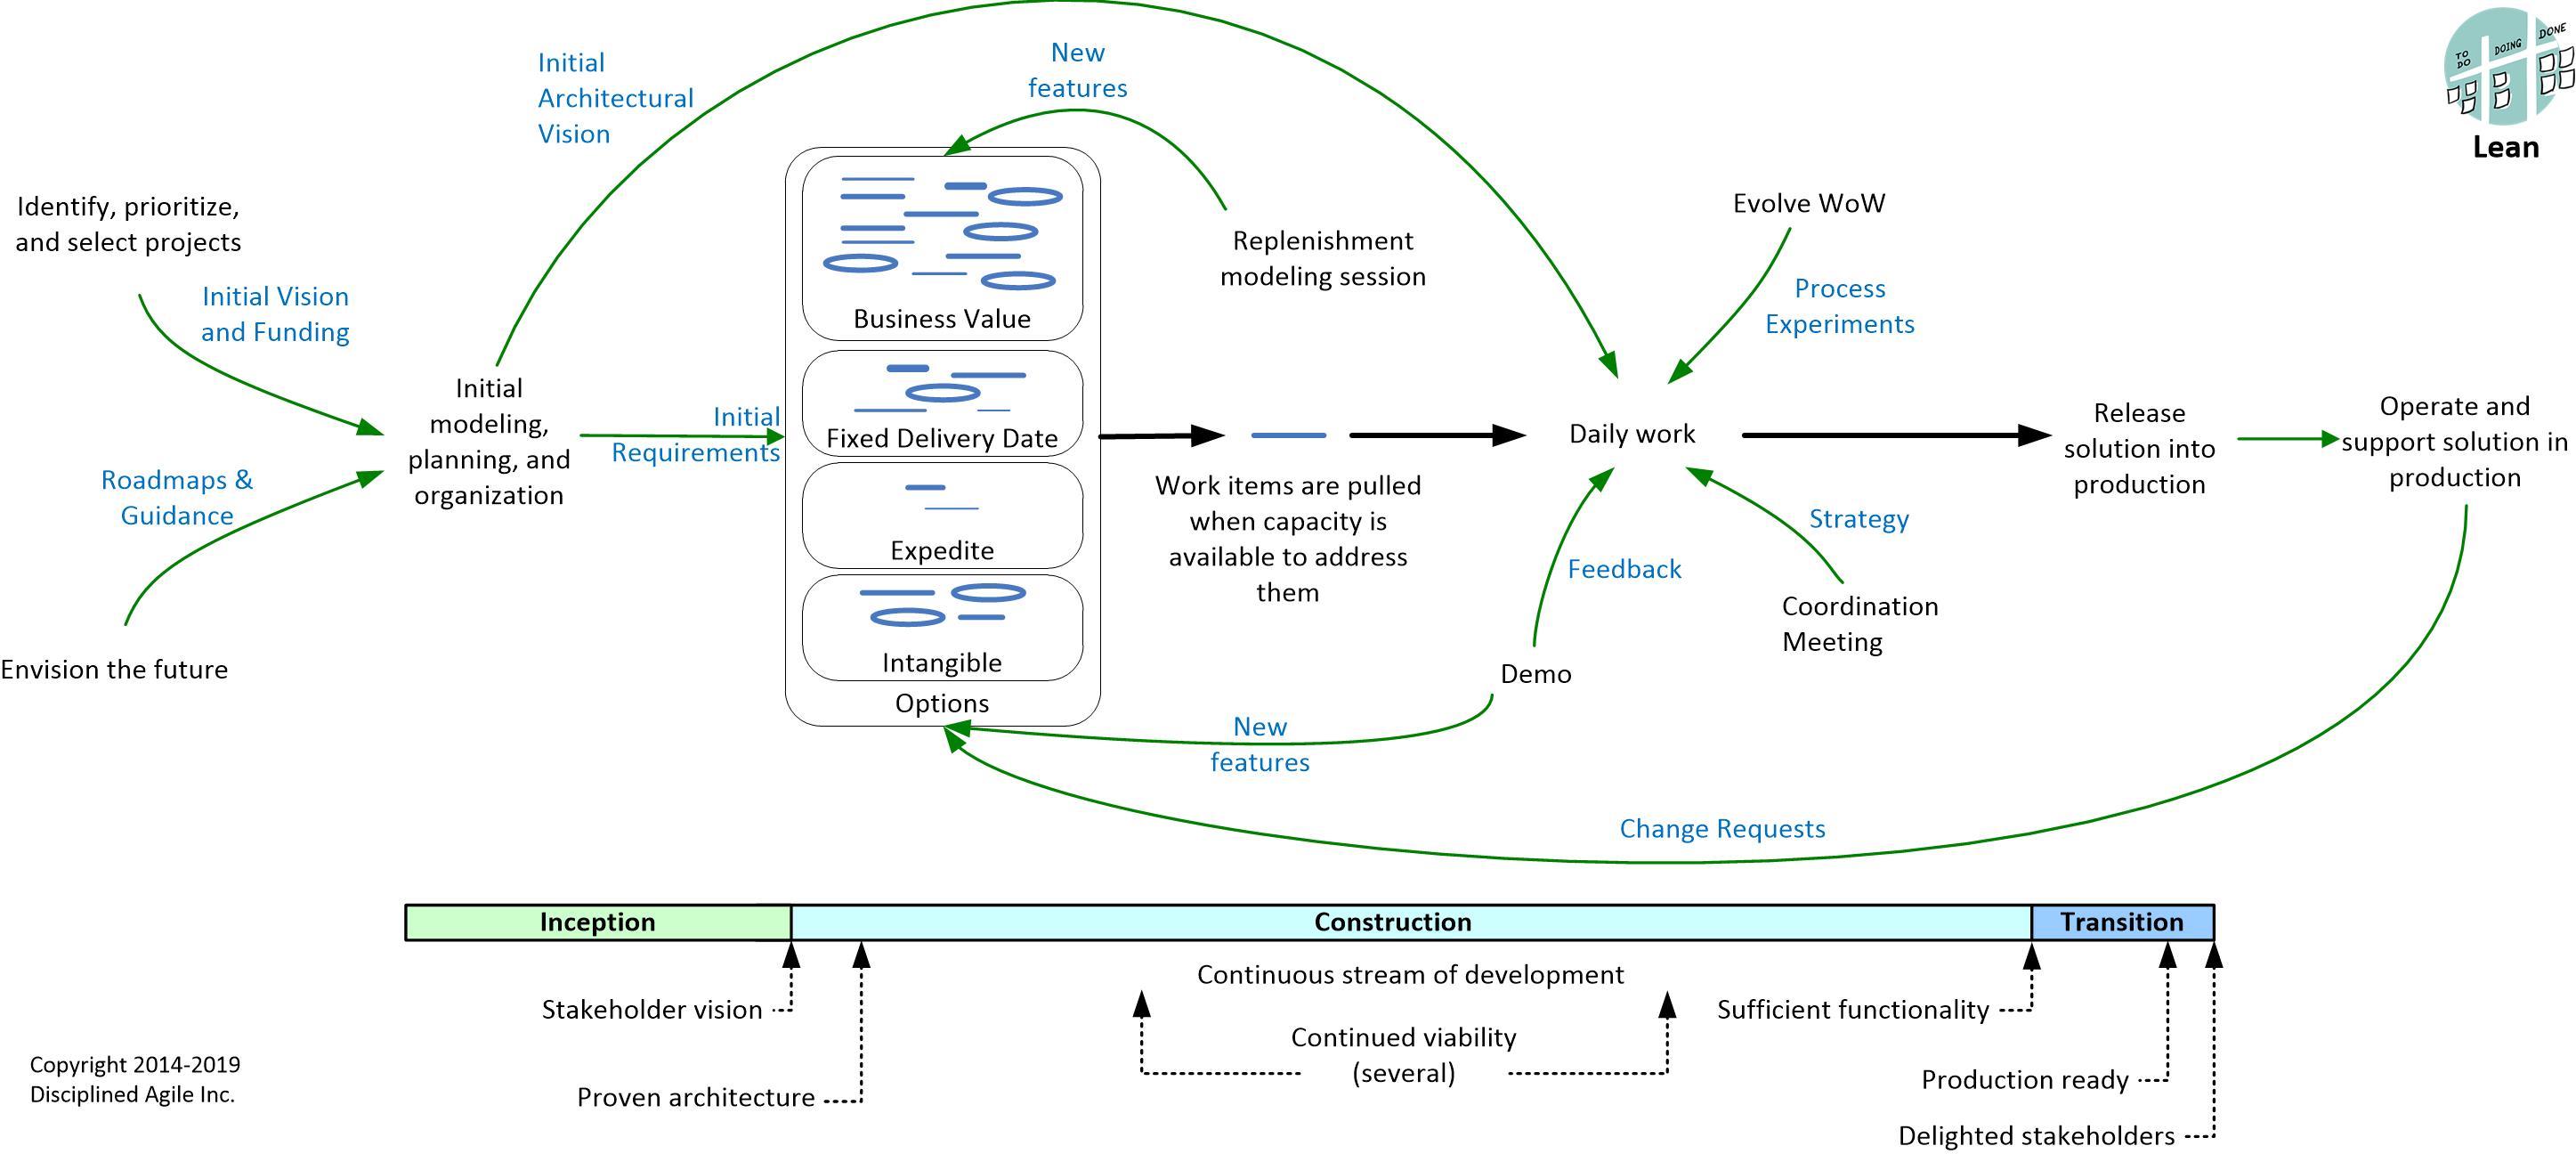 Initial
Architectural
Vision
New
features
TO
DO
DOING
DONE
Lean
Identify, prioritize,
and select projects
Initial Vision
and Funding
Replenishment
modeling session
Evolve WoW
Process
Experiments
Business Value
Initial
modeling,
planning, and
organization
Initial
Requirements
Fixed Delivery Date
Daily work
Release
solution into
production
Operate and
support solution in
production
Roadmaps &
Guidance
Work items are pulled
when capacity is
available to address
them
Expedite
Strategy
Feedback
Coordination
Meeting
Envision the future
Intangible
Options
Demo
New
features
Change Requests
Inception
Construction
Transition
Stakeholder vision
Continuous stream of development
Sufficient functionality
Continued viability
(several)
Proven architecture
Production ready
Delighted stakeholders
Copyright 2014-2019
Disciplined Agile Inc.